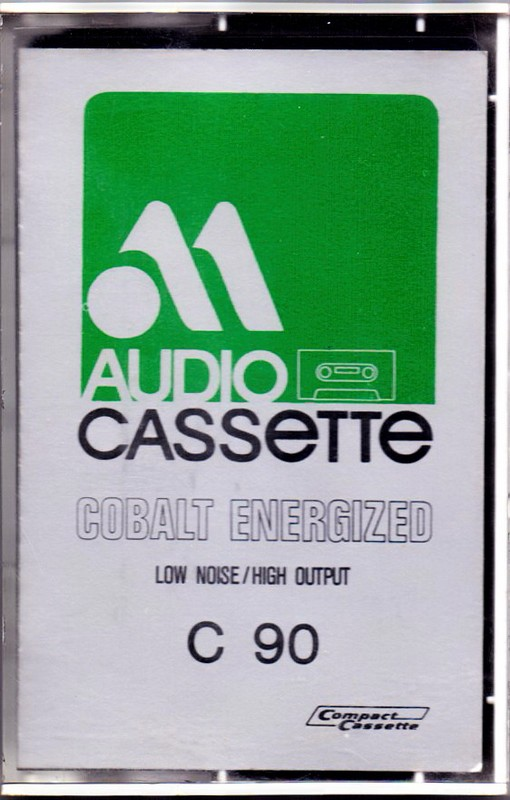 AUDIO
CASSETTE
COBALT ENERGIZED
LOW NOISE/HIGH OUTPUT
C 90
Compact
Cassette